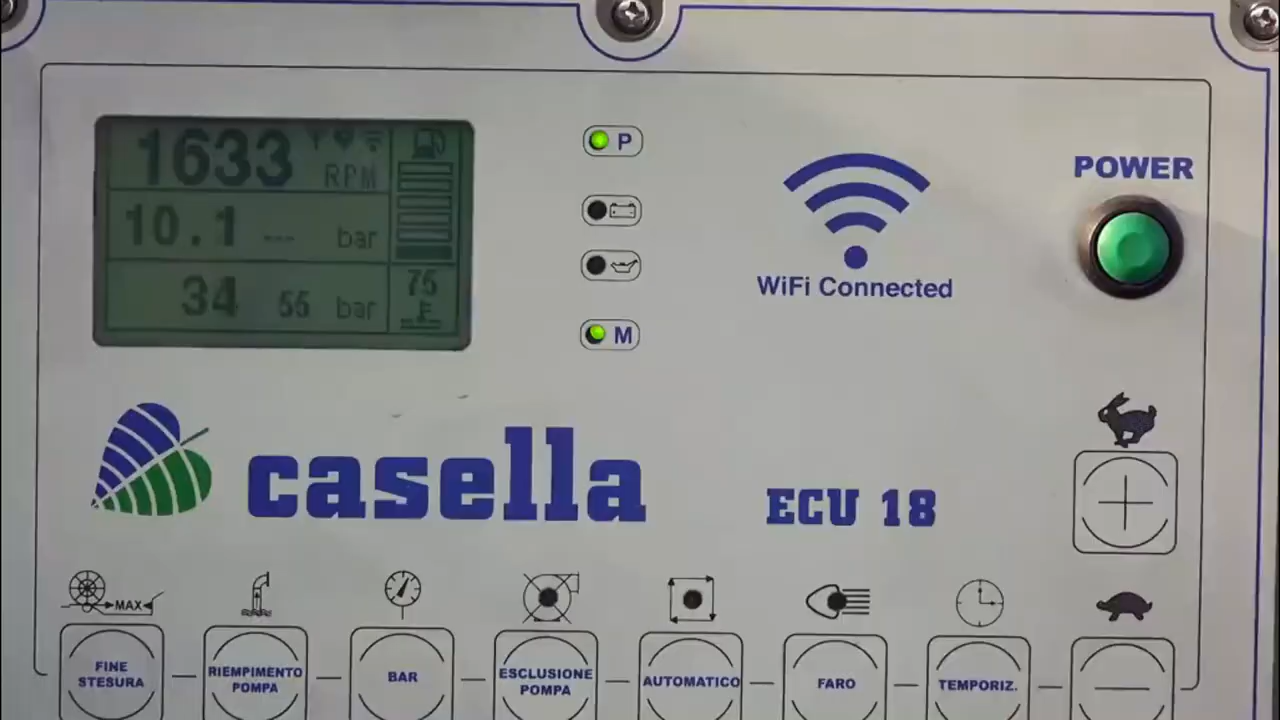 1633
RPM
10.1 --- bar
34 55 bar
75
P
M
WiFi Connected
POWER
casella
ECU 18
MAX
FINE
STESURA
RIEMPIMENTO
POMPA
BAR
ESCLUSIONE
POMPA
AUTOMATICO
FARO
TEMPORIZ.